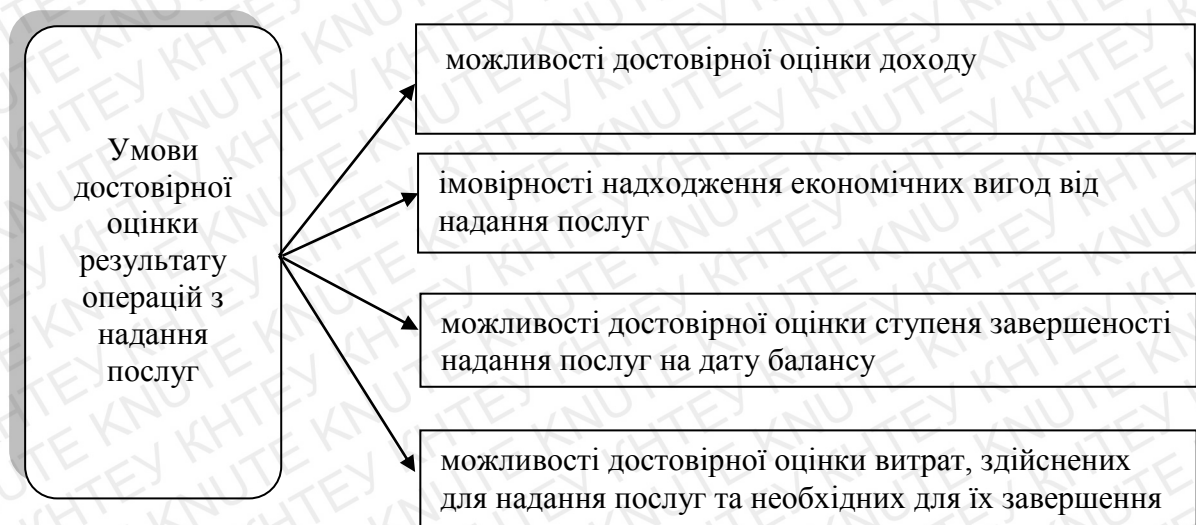 Умови
достовірної
оцінки
результату
операцій з
надання
послуг
можливості достовірної оцінки доходу
імовірності надходження економічних вигод від
надання послуг
можливості достовірної оцінки ступеня завершеності
надання послуг на дату балансу
можливості достовірної оцінки витрат, здійснених
для надання послуг та необхідних для їх завершення